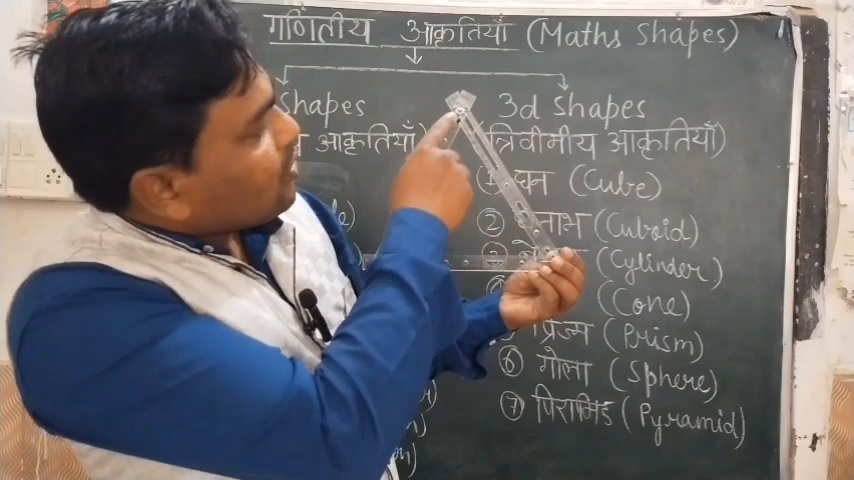 गणितीय आकृतियाँ (Maths Shapes)
Shapes 3d Shapes
आकृतियाँ) त्रिवीमीय आकृतियाँ)
घन (Cube)
② नाभ (Cuboid)
③ (Cylinder)
(Cone)
प्रिज्म (Prism)
⑥ गोला (Sphere)
⑦ पिरामिड (Pyramid)